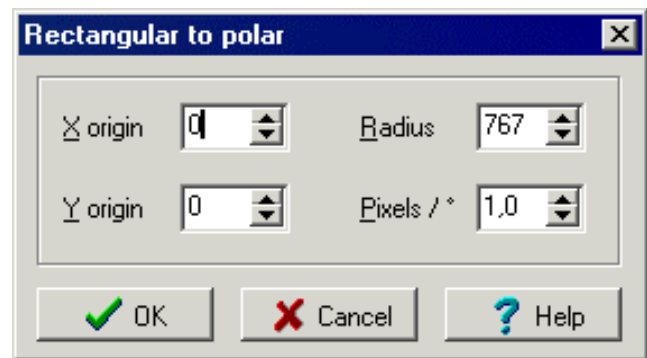 Rectangular to polar
X origin 0 Radius 767
Y origin 0 Pixels / ° 1,0
OK Cancel Help